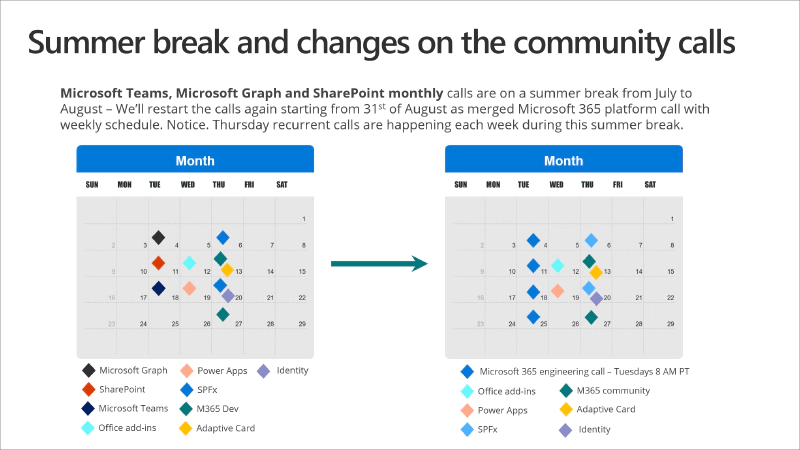 Summer break and changes on the community calls
Microsoft Teams, Microsoft Graph and SharePoint monthly calls are on a summer break from July to
August – We'll restart the calls again starting from 31st of August as merged Microsoft 365 platform call with
weekly schedule. Notice. Thursday recurrent calls are happening each week during this summer break.
Month
SUN MON TUE WED THU FRI SAT
1
2 3 4 5 6 7 8
9 10 11 12 13 14 15
16 17 18 19 20 21 22
23 24 25 26 27 28 29
Microsoft Graph Power Apps Identity
SharePoint SPFx
Microsoft Teams M365 Dev
Office add-ins Adaptive Card
Month
SUN MON TUE WED THU FRI SAT
1
2 3 4 5 6 7 8
9 10 11 12 13 14 15
16 17 18 19 20 21 22
23 24 25 26 27 28 29
Microsoft 365 engineering call – Tuesdays 8 AM PT
Office add-ins M365 community
Power Apps Adaptive Card
SPFx Identity